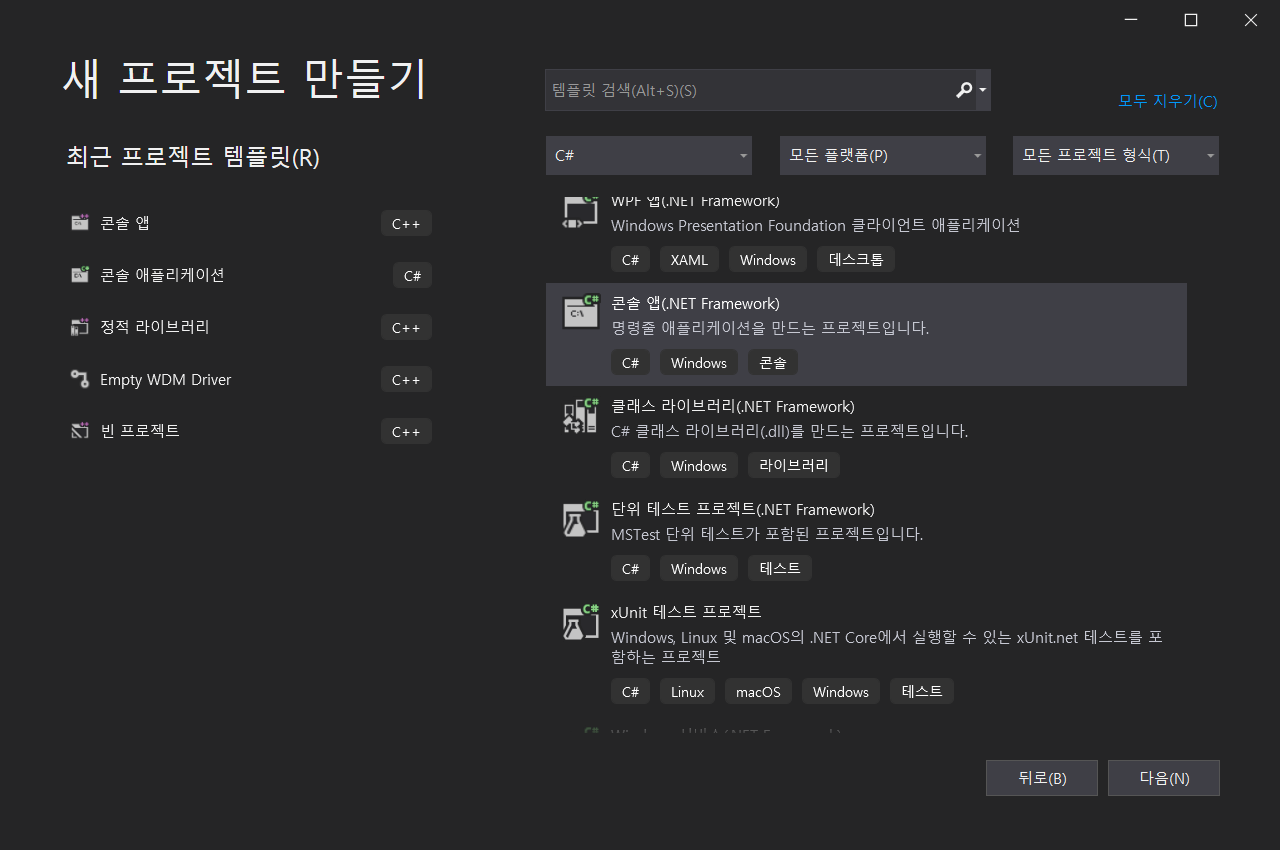 새 프로젝트 만들기
최근 프로젝트 템플릿(R)
콘솔 앱 C++
콘솔 애플리케이션 C#
정적 라이브러리 C++
Empty WDM Driver C++
빈 프로젝트 C++
템플릿 검색(Alt+S)(S)
모두 지우기(C)
C# 모든 플랫폼(P) 모든 프로젝트 형식(T)
WPF 앱(.NET Framework)
Windows Presentation Foundation 클라이언트 애플리케이션
C# XAML Windows 데스크톱
콘솔 앱(.NET Framework)
명령줄 애플리케이션을 만드는 프로젝트입니다.
C# Windows 콘솔
클래스 라이브러리(.NET Framework)
C# 클래스 라이브러리(.dll)를 만드는 프로젝트입니다.
C# Windows 라이브러리
단위 테스트 프로젝트(.NET Framework)
MSTest 단위 테스트가 포함된 프로젝트입니다.
C# Windows 테스트
xUnit 테스트 프로젝트
Windows, Linux 및 macOS의 .NET Core에서 실행할 수 있는 xUnit.net 테스트를 포
함하는 프로젝트
C# Linux macOS Windows 테스트
Windows 서비스(.NET Framework)
뒤로(B) 다음(N)